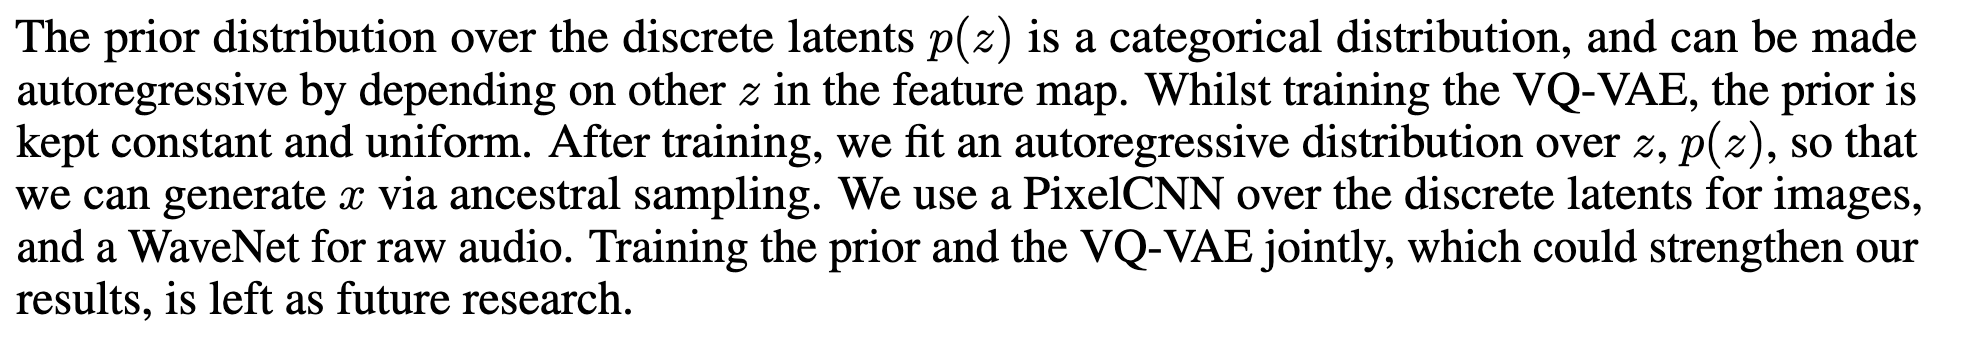 The prior distribution over the discrete latents p(z) is a categorical distribution, and can be made
autoregressive by depending on other z in the feature map. Whilst training the VQ-VAE, the prior is
kept constant and uniform. After training, we fit an autoregressive distribution over z, p(z), so that
we can generate x via ancestral sampling. We use a PixelCNN over the discrete latents for images,
and a WaveNet for raw audio. Training the prior and the VQ-VAE jointly, which could strengthen our
results, is left as future research.